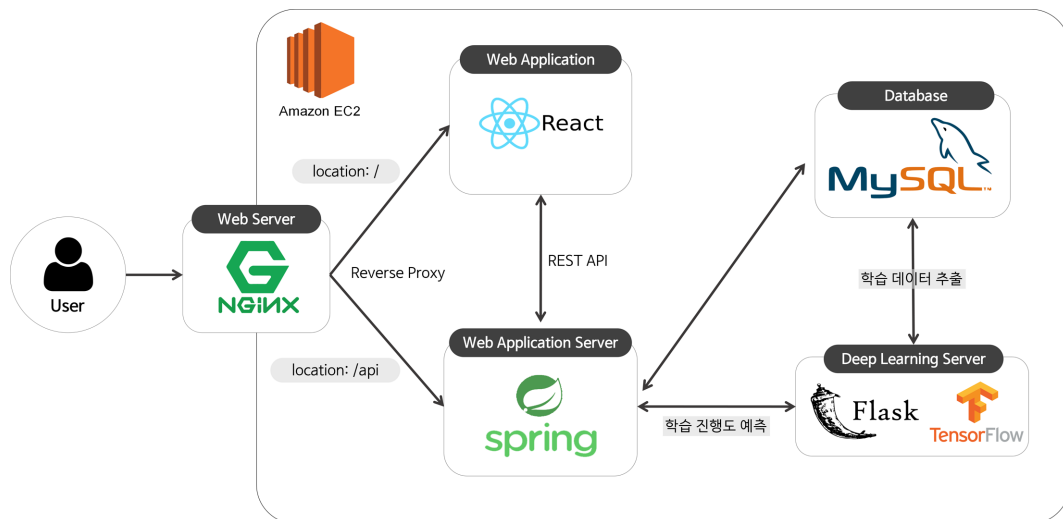 Amazon EC2
Web Application
React
Database
MySQL
location: /
Web Server
NGINX
User
Reverse Proxy
REST API
학습 데이터 추출
Web Application Server
spring
location: /api
Deep Learning Server
Flask
TensorFlow
학습 진행도 예측